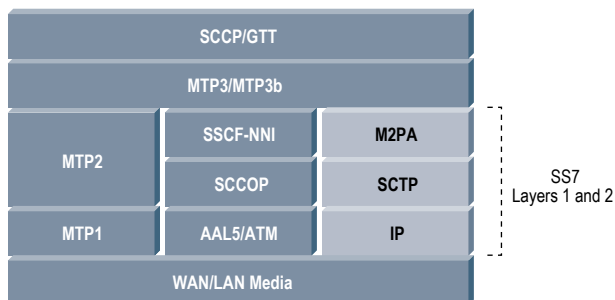 SCCP/GTT
MTP3/MTP3b
MTP2
SSCF-NNI
M2PA
SCCOP
SCTP
MTP1
AAL5/ATM
IP
WAN/LAN Media
SS7
Layers 1 and 2